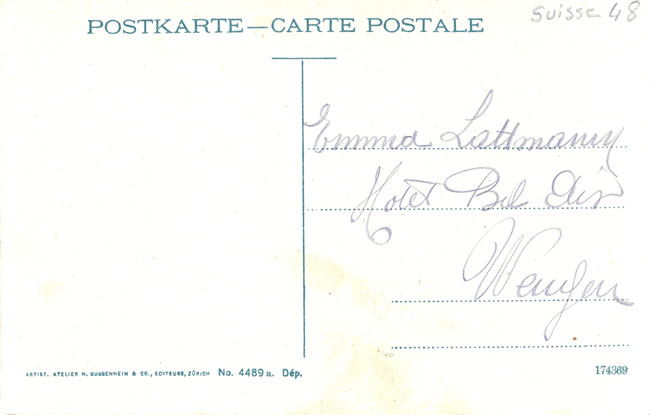 Suisse 48
POSTKARTE—CARTE POSTALE
Emma Lattmann
Hotel Bel Air
Wengen
ARTIST. ATELIER H. GUGGENHEIM & CO., EDITEURS, ZÜRICH No. 4489 a. Dép.
174369